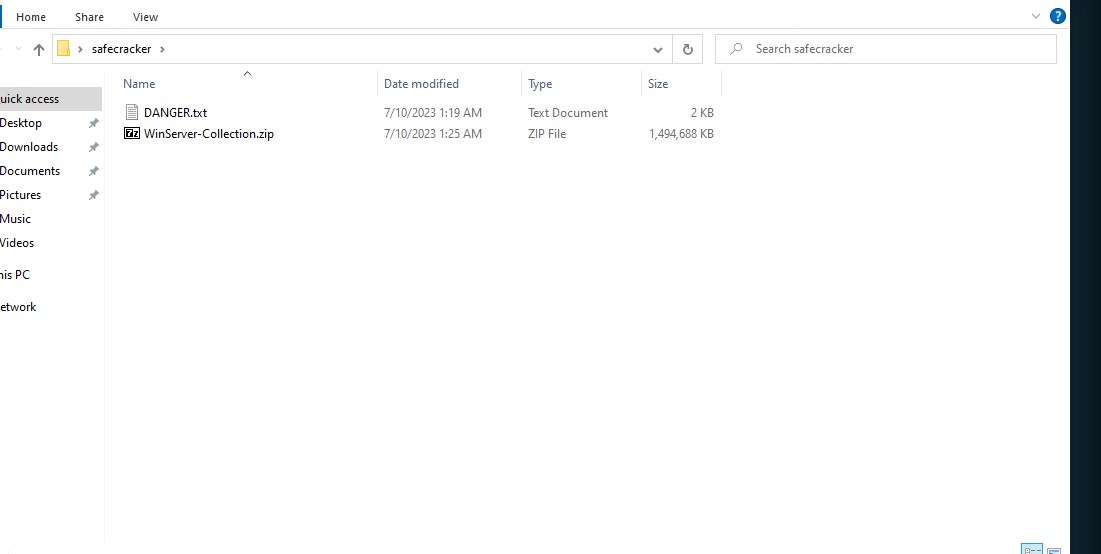 Home Share View
?
safecracker
Search safecracker
uick access
Desktop
Downloads
Documents
Pictures
Music
Videos
his PC
etwork
Name Date modified Type Size
DANGER.txt 7/10/2023 1:19 AM Text Document 2 KB
7z WinServer-Collection.zip 7/10/2023 1:25 AM ZIP File 1,494,688 KB